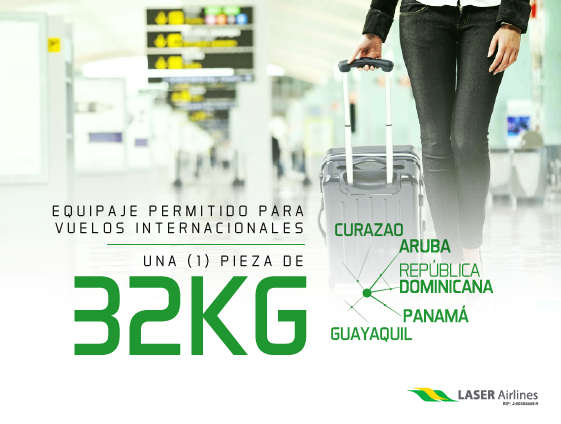 EQUIPAJE PERMITIDO PARA
VUELOS INTERNACIONALES
UNA (1) PIEZA DE
32KG
CURAZAO
ARUBA
REPÚBLICA
DOMINICANA
PANAMÁ
GUAYAQUIL
LASER Airlines